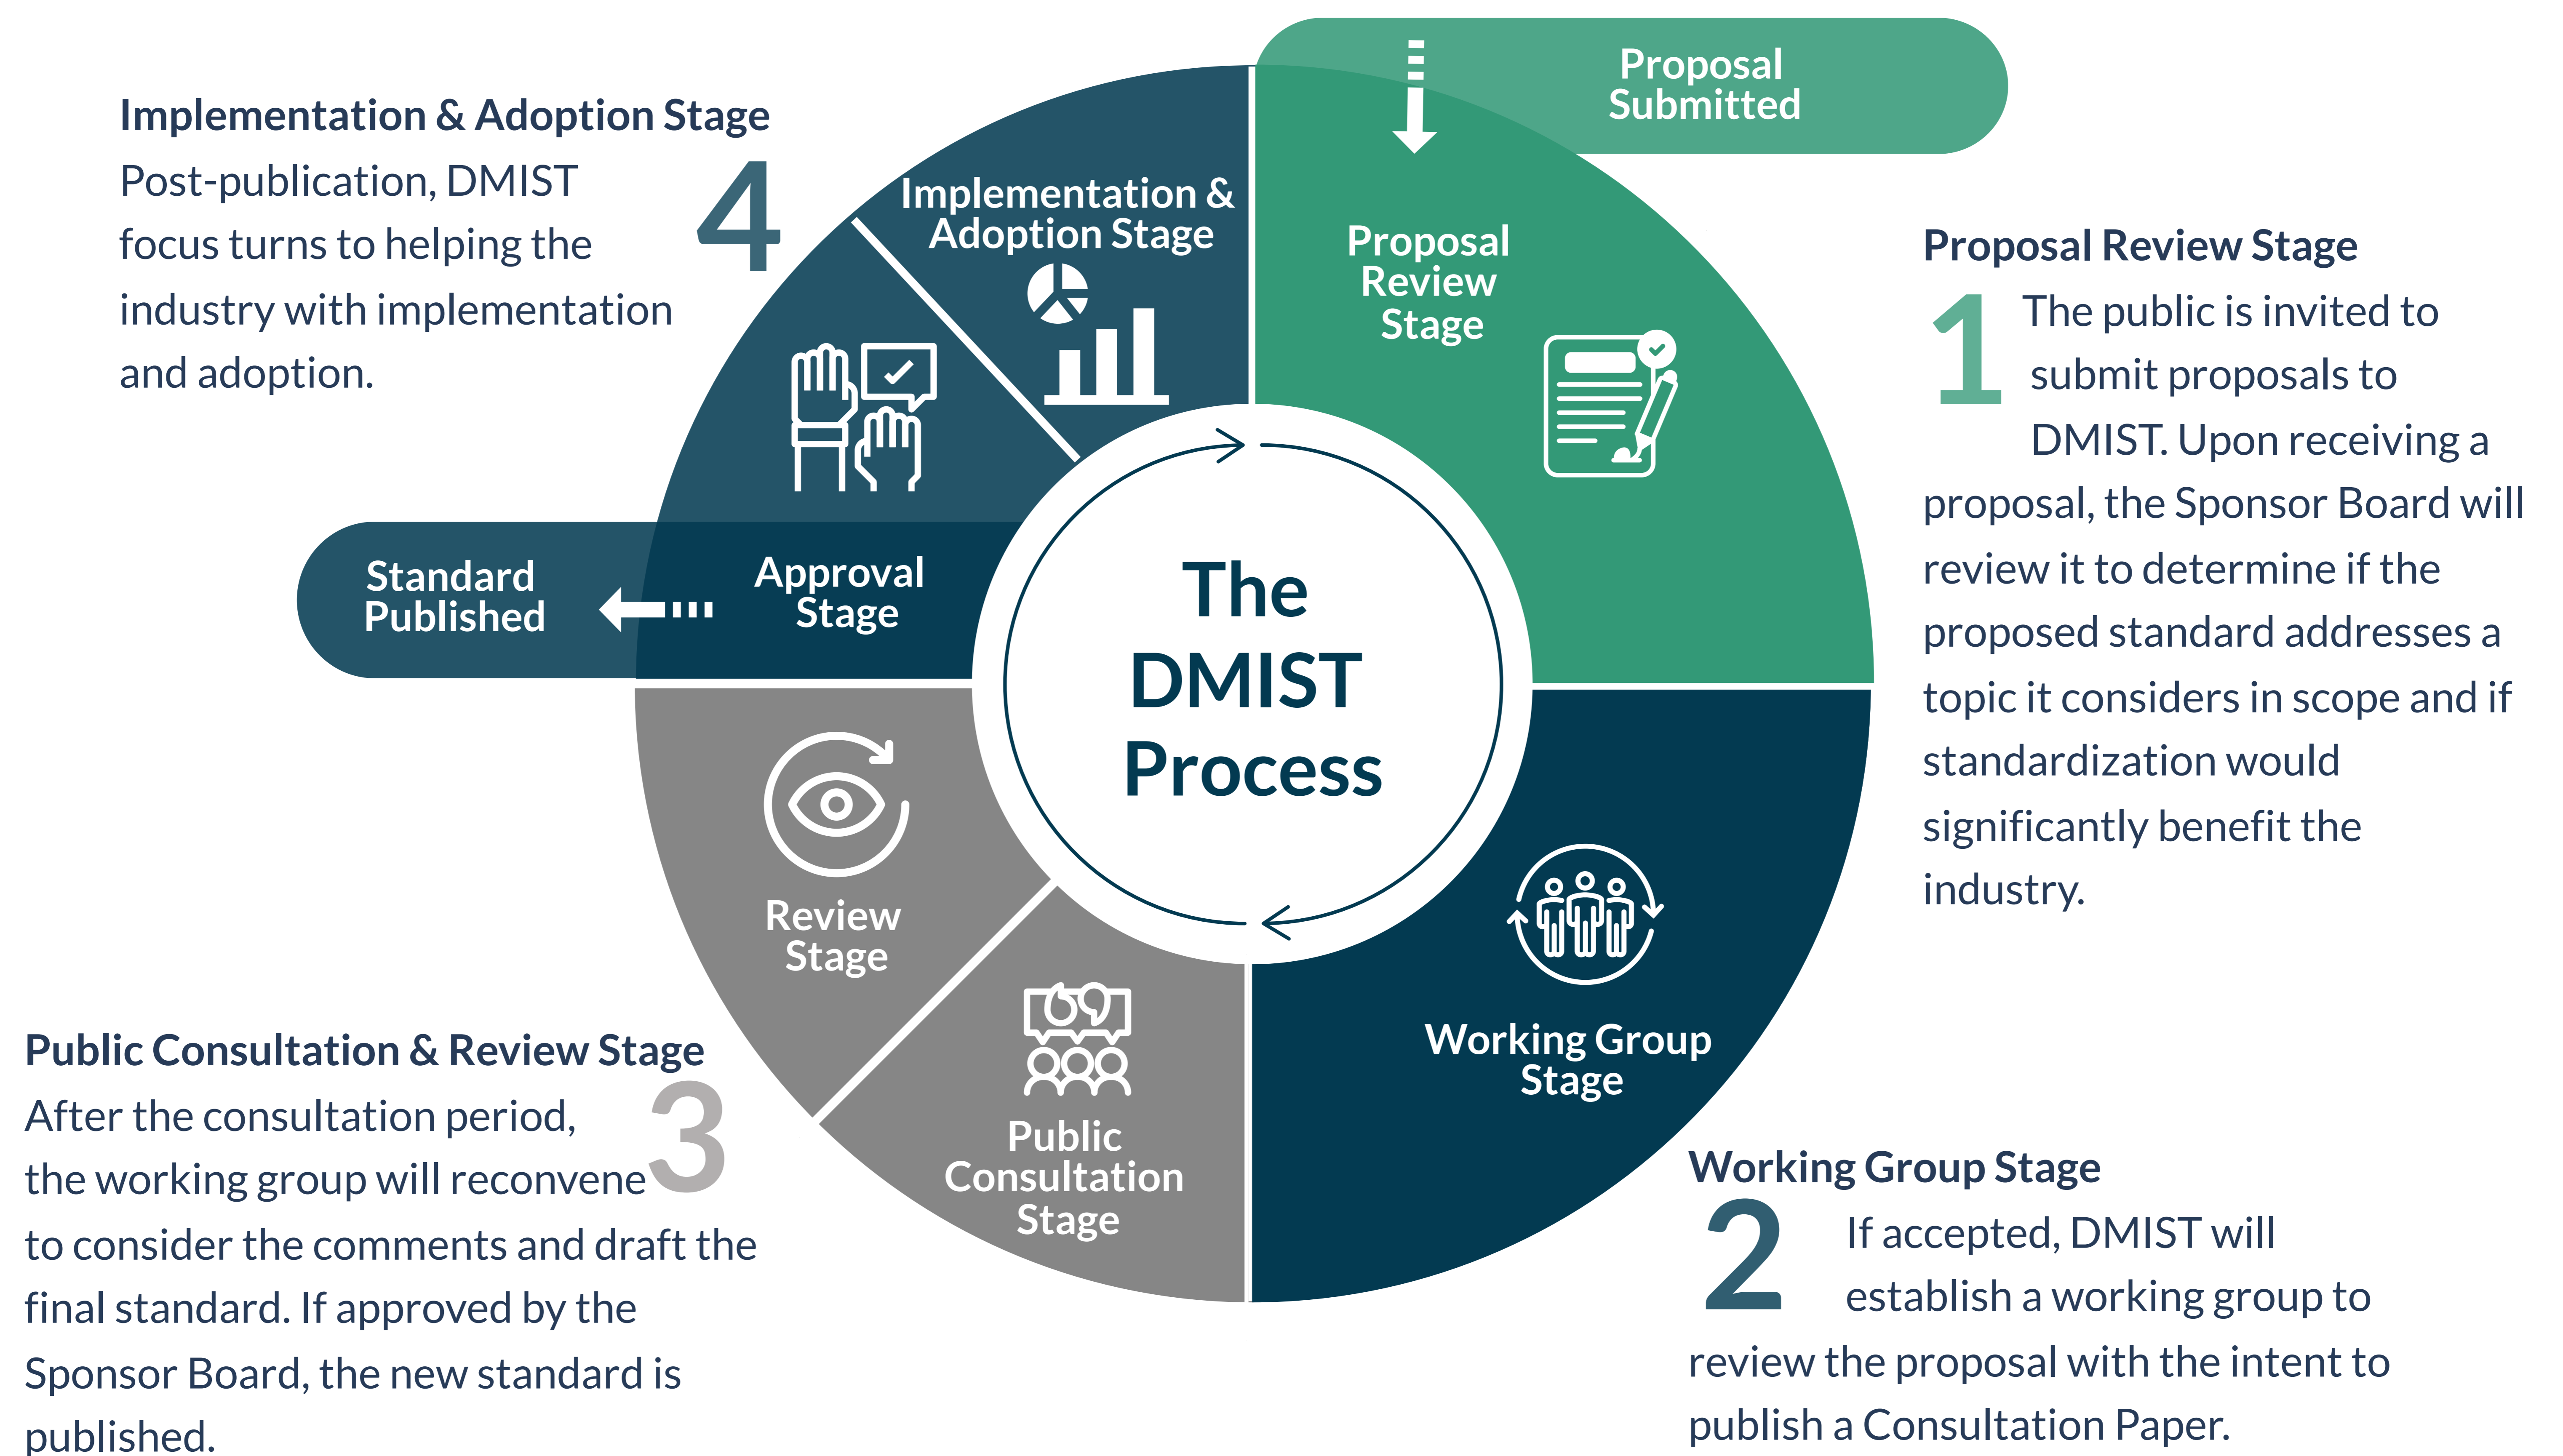 Proposal
Submitted
Implementation & Adoption Stage
4
Post-publication, DMIST
focus turns to helping the
industry with implementation
and adoption.
Implementation &
Adoption Stage
Proposal
Review
Stage
Proposal Review Stage
1
The public is invited to
submit proposals to
DMIST. Upon receiving a
proposal, the Sponsor Board will
review it to determine if the
proposed standard addresses a
topic it considers in scope and if
standardization would
significantly benefit the
industry.
Standard
Published
Approval
Stage
The
DMIST
Process
Review
Stage
Public
Consultation
Stage
Working Group
Stage
Public Consultation & Review Stage
3
After the consultation period,
the working group will reconvene
to consider the comments and draft the
final standard. If approved by the
Sponsor Board, the new standard is
published.
Working Group Stage
2
If accepted, DMIST will
establish a working group to
review the proposal with the intent to
publish a Consultation Paper.